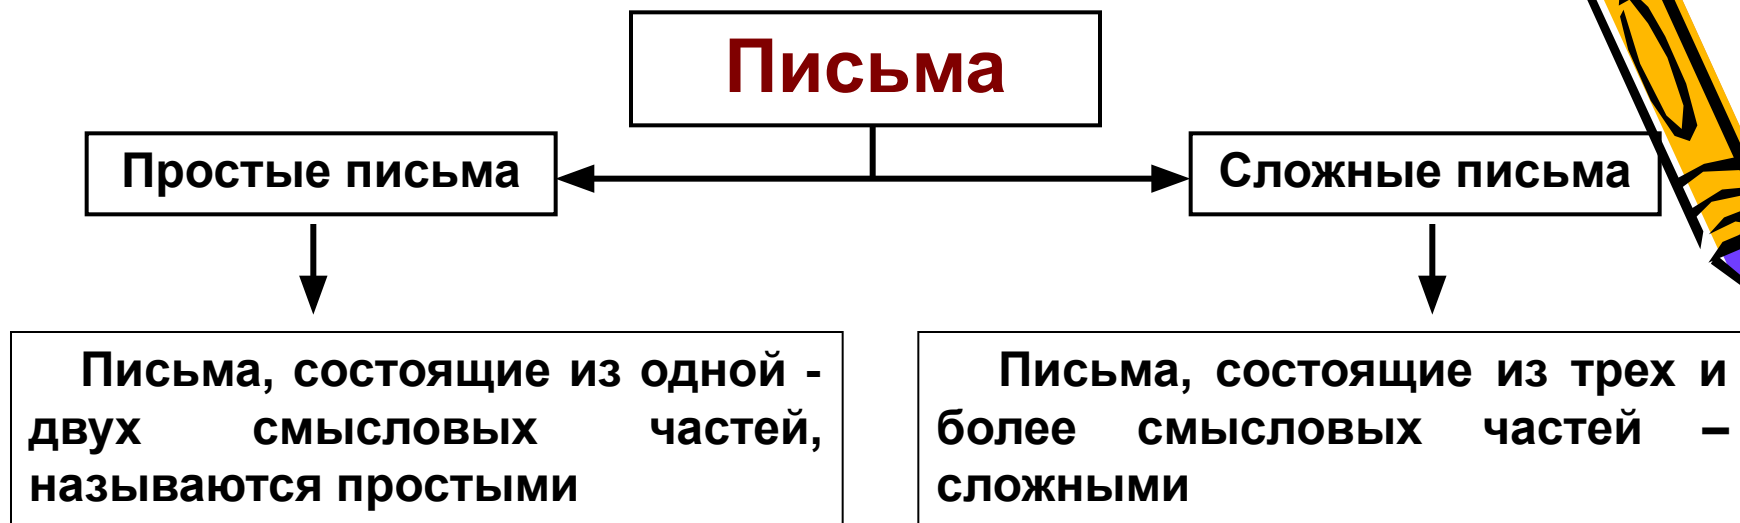 Письма
Простые письма
Сложные письма
Письма, состоящие из одной -
двух смысловых частей,
называются простыми
Письма, состоящие из трех и
более смысловых частей –
сложными